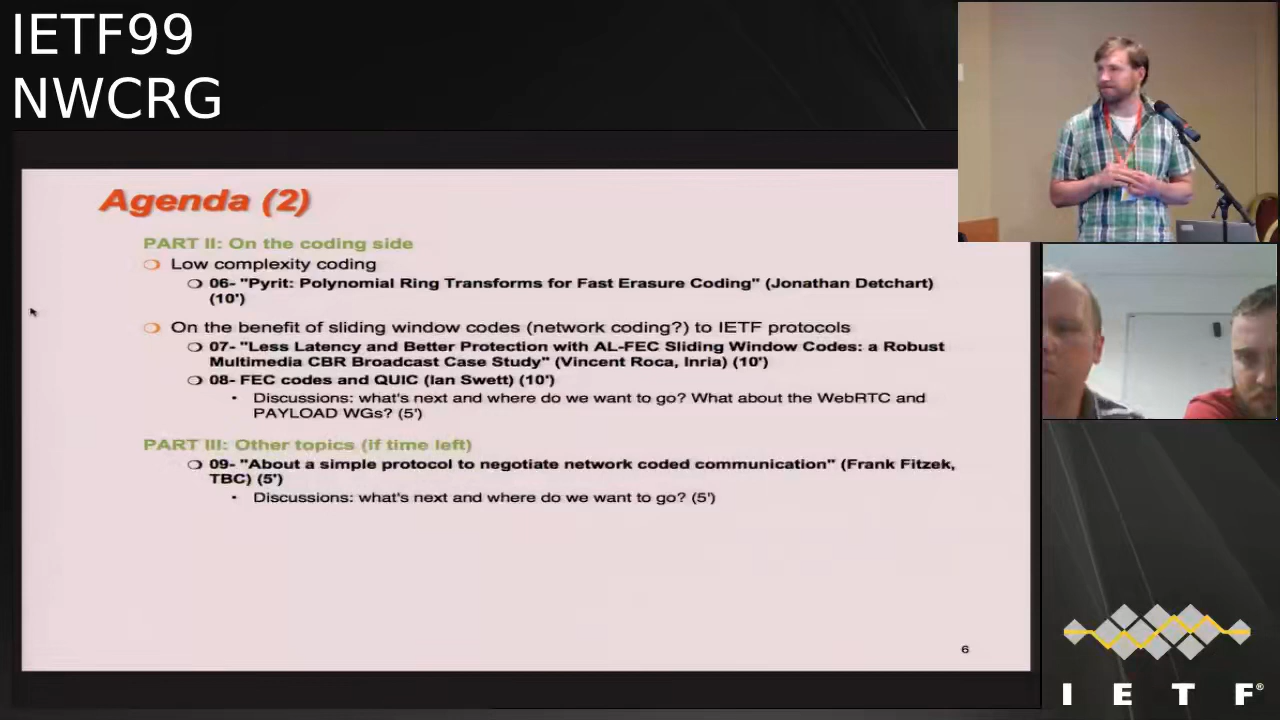 IETF99
NWCRG
Agenda (2)
PART II: On the coding side
Low complexity coding
06- "Pyrit: Polynomial Ring Transforms for Fast Erasure Coding" (Jonathan Detchart)
(10')
On the benefit of sliding window codes (network coding?) to IETF protocols
07- "Less Latency and Better Protection with AL-FEC Sliding Window Codes: a Robust
Multimedia CBR Broadcast Case Study" (Vincent Roca, Inria) (10')
08- FEC codes and QUIC (Ian Swett) (10')
Discussions: what's next and where do we want to go? What about the WebRTC and
PAYLOAD WGs? (5')
PART III: Other topics (if time left)
09- "About a simple protocol to negotiate network coded communication" (Frank Fitzek,
TBC) (5')
Discussions: what's next and where do we want to go? (5')
6
I E T F®